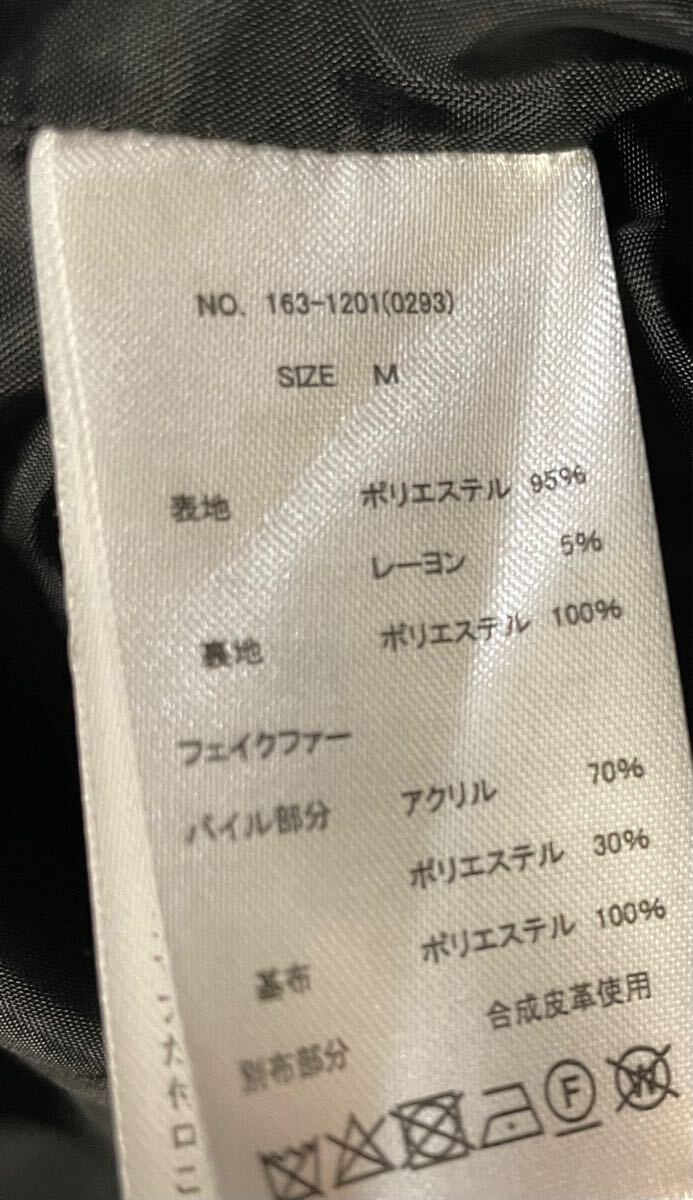 NO. 163-1201(0293)
SIZE M
表地 ポリエステル 95%
レーヨン 5%
裏地 ポリエステル 100%
フェイクファー
パイル部分 アクリル 70%
ポリエステル 30%
基布 ポリエステル 100%
別布部分 合成皮革使用
F W